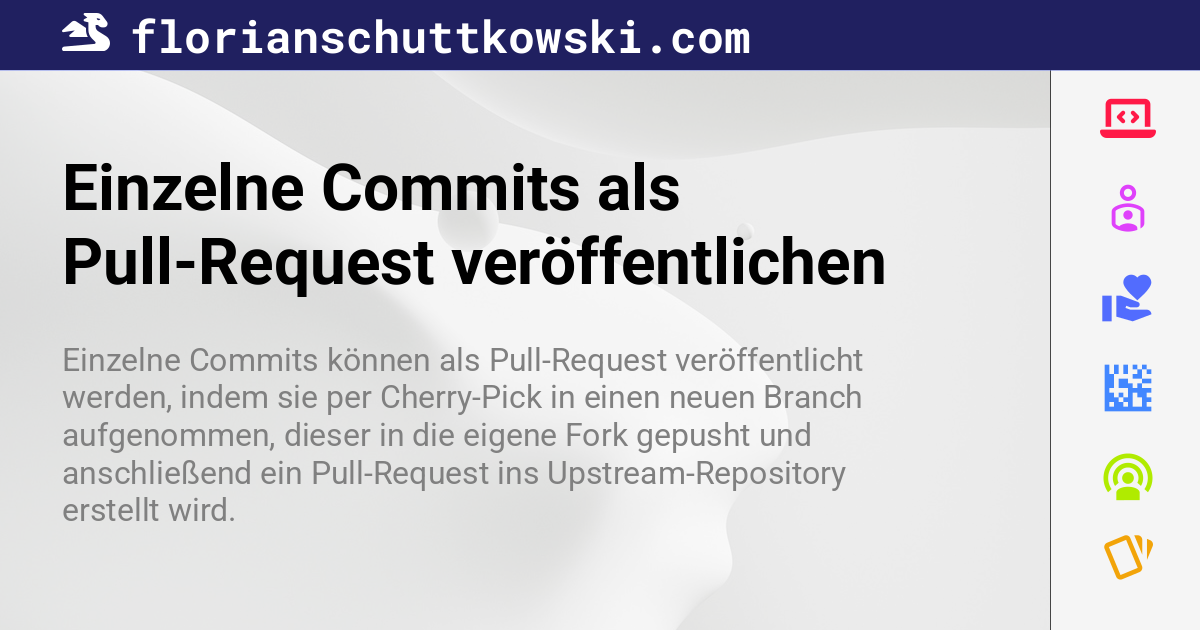 florianschuttkowski.com
Einzelne Commits als
Pull-Request veröffentlichen
Einzelne Commits können als Pull-Request veröffentlicht
werden, indem sie per Cherry-Pick in einen neuen Branch
aufgenommen, dieser in die eigene Fork gepusht und
anschließend ein Pull-Request ins Upstream-Repository
erstellt wird.